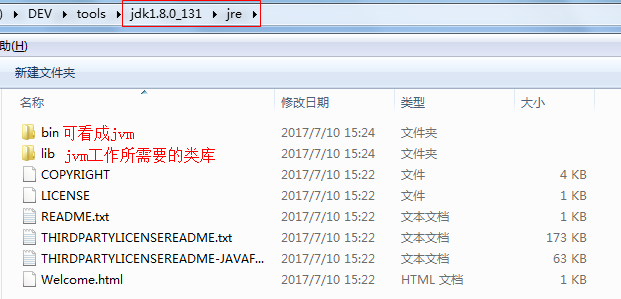 ) DEV tools jdk1.8.0_131 jre
助(H)
新建文件夹
名称 修改日期 类型 大小
bin 可看成jvm 2017/7/10 15:24 文件夹
lib jvm工作所需要的类库 2017/7/10 15:24 文件夹
COPYRIGHT 2017/7/10 15:22 文件 4 KB
LICENSE 2017/7/10 15:22 文件 1 KB
README.txt 2017/7/10 15:22 文本文档 1 KB
THIRDPARTYLICENSEREADME.txt 2017/7/10 15:22 文本文档 173 KB
THIRDPARTYLICENSEREADME-JAVAF... 2017/7/10 15:22 文本文档 63 KB
Welcome.html 2017/7/10 15:22 HTML 文档 1 KB